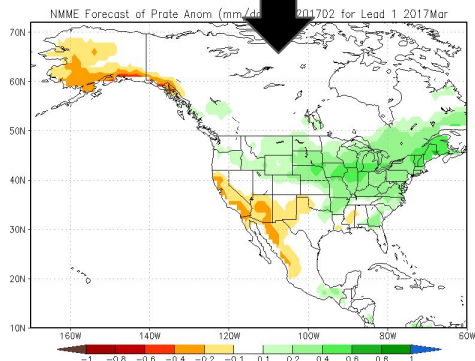 NMME Forecast of Prate Anom (mm/d 201702 for Lead 1 2017Mar
70N
60N
50N
40N
30N
20N
10N
160W 140W 120W 100W 80W 60W
-1 -0.8 -0.6 -0.4 -0.2 -0.1 0.1 0.2 0.4 0.6 0.8 1